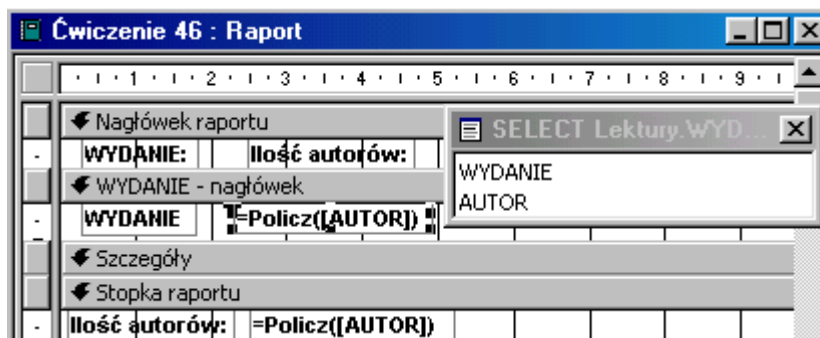 Ćwiczenie 46 : Raport
1 2 3 4 5 6 7 8 9
Nagłówek raportu
SELECT Lektury.WYD...
WYDANIE: Ilość autorów:
WYDANIE
WYDANIE - nagłówek
AUTOR
WYDANIE =Policz([AUTOR])
Szczegóły
Stopka raportu
Ilość autorów: =Policz([AUTOR])